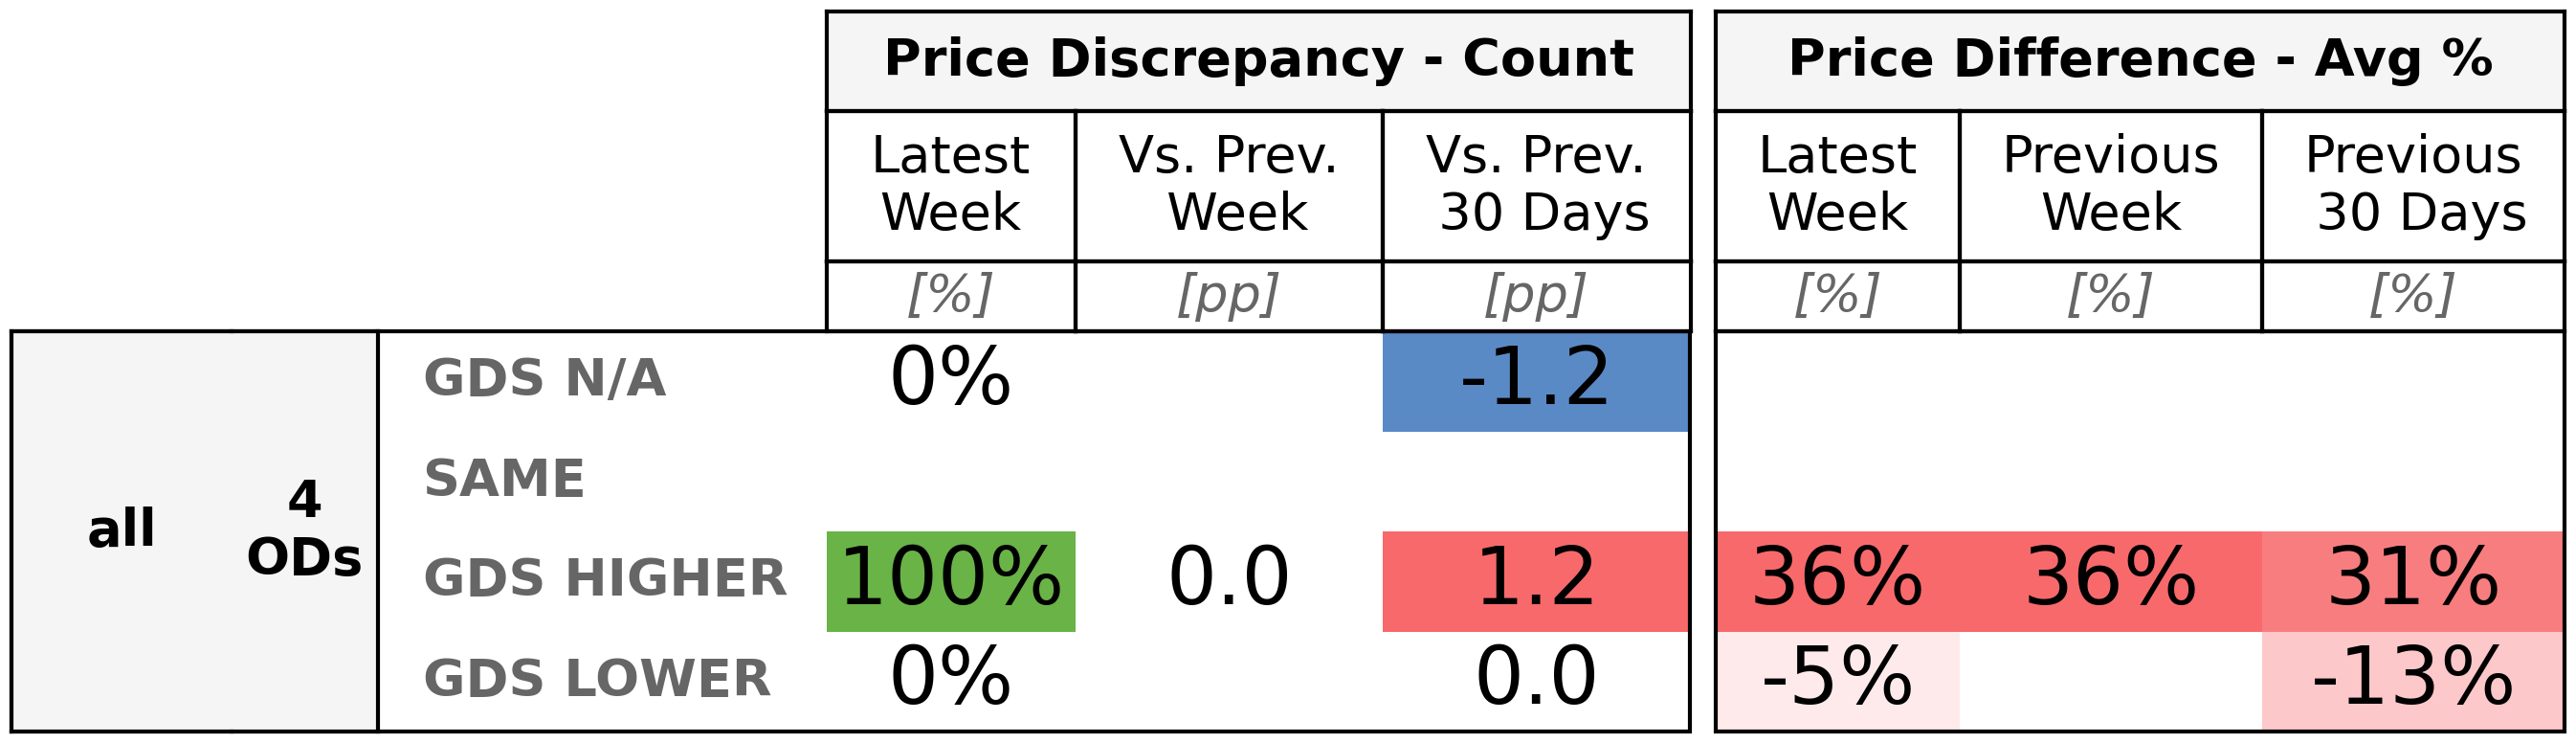 Price Discrepancy - Count Price Difference - Avg %
Latest Week Vs. Prev. Week Vs. Prev. 30 Days Latest Week Previous Week Previous 30 Days
[%] [pp] [pp] [%] [%] [%]
all 4 ODs
GDS N/A 0% -1.2
SAME
GDS HIGHER 100% 0.0 1.2 36% 36% 31%
GDS LOWER 0% 0.0 -5% -13%